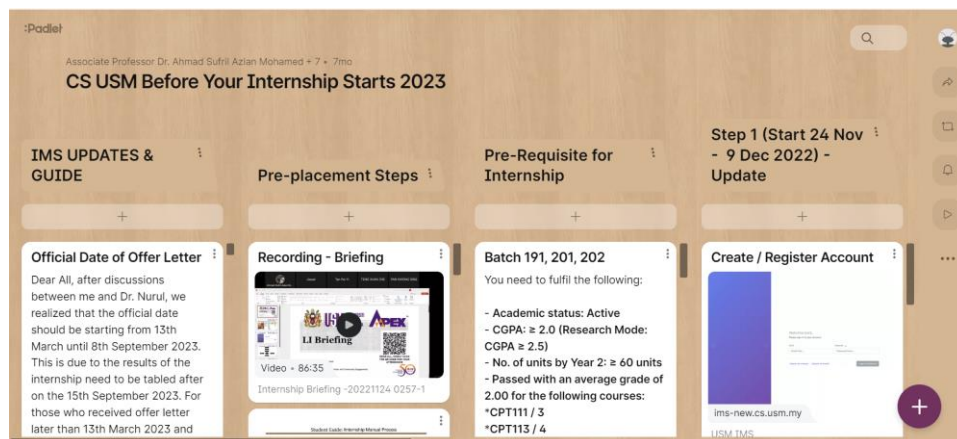 :Padlet
Associate Professor Dr. Ahmad Sufril Azlan Mohamed + 7 • 7mo
CS USM Before Your Internship Starts 2023
IMS UPDATES &
GUIDE
+
Official Date of Offer Letter
Dear All, after discussions
between me and Dr. Nurul, we
realized that the official date
should be starting from 13th
March until 8th September 2023.
This is due to the results of the
internship need to be tabled after
on the 15th September 2023. For
those who received offer letter
later than 13th March 2023 and
Pre-placement Steps
+
Recording - Briefing
USM
APEX
LI Briefing
Video • 86:35
Internship Briefing -20221124 0257-1
Student Guide: Internship Manual Process
Pre-Requisite for
Internship
+
Batch 191, 201, 202
You need to fulfil the following:
- Academic status: Active
- CGPA: ≥ 2.0 (Research Mode:
CGPA ≥ 2.5)
- No. of units by Year 2: ≥ 60 units
- Passed with an average grade of
2.00 for the following courses:
*CPT111 / 3
*CPT113 / 4
Step 1 (Start 24 Nov
- 9 Dec 2022) -
Update
+
Create / Register Account
ims-new.cs.usm.my
USM IMS
+